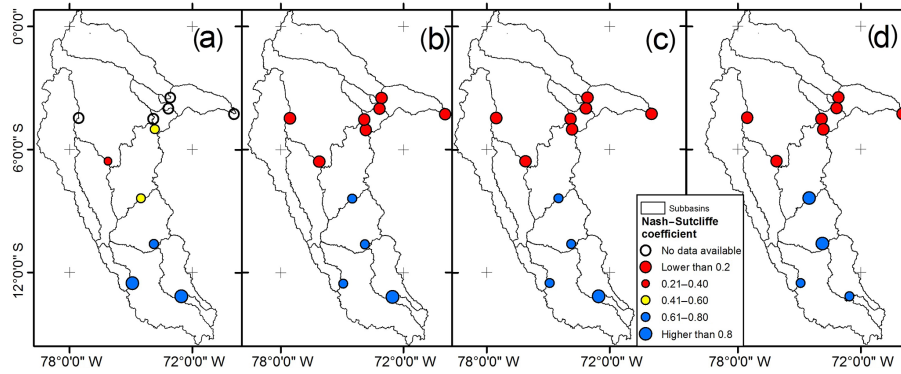 0°0'0"
6°0'0" S
12°0'0" S
(a)
(b)
(c)
(d)
Subbasins
Nash–Sutcliffe
coefficient
No data available
Lower than 0.2
0.21–0.40
0.41–0.60
0.61–0.80
Higher than 0.8
78°0'0" W
72°0'0" W
78°0'0" W
72°0'0" W
78°0'0" W
72°0'0" W
78°0'0" W
72°0'0" W